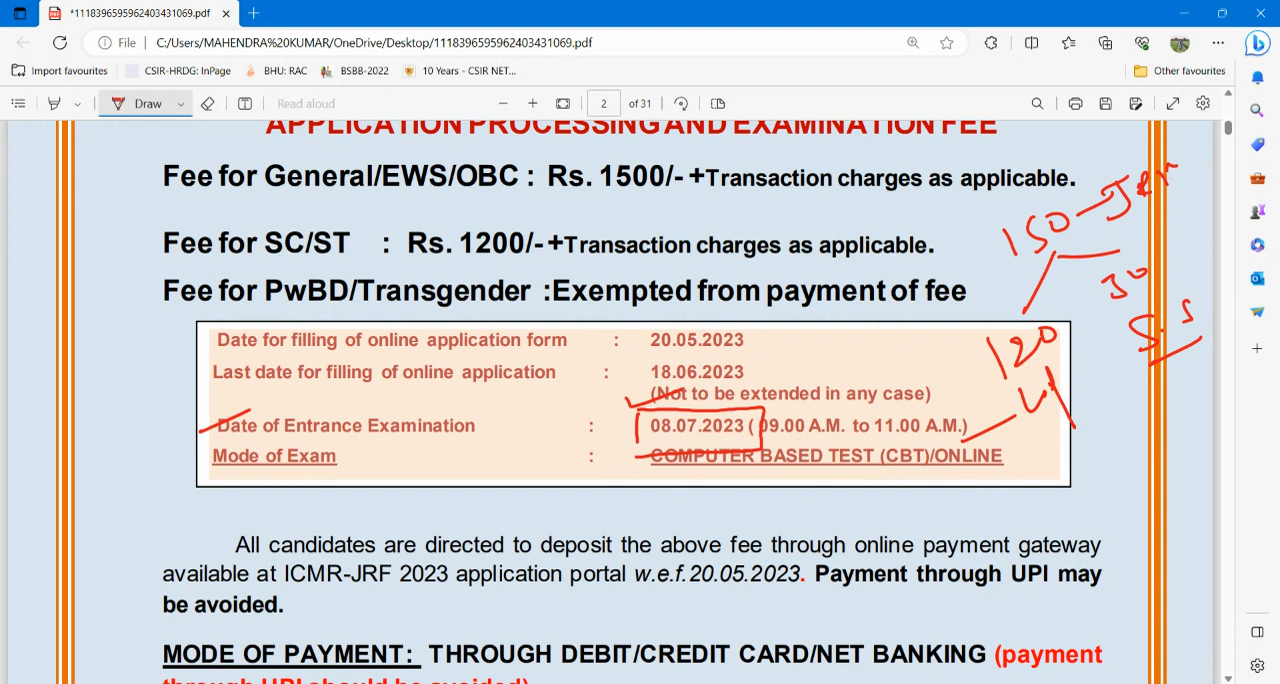 *1118396595962403431069.pdf
File C:/Users/MAHENDRA%20KUMAR/OneDrive/Desktop/1118396595962403431069.pdf
Import favourites CSIR-HRDG: InPage BHU: RAC BSBB-2022 10 Years - CSIR NET... Other favourites
Draw Read aloud 2 of 31
APPLICATION PROCESSING AND EXAMINATION FEE
Fee for General/EWS/OBC : Rs. 1500/- +Transaction charges as applicable.
Fee for SC/ST : Rs. 1200/- +Transaction charges as applicable.
Fee for PwBD/Transgender :Exempted from payment of fee
150 - JRF
30
S.S
120
Date for filling of online application form : 20.05.2023
Last date for filling of online application : 18.06.2023
(Not to be extended in any case)
Date of Entrance Examination : 08.07.2023 ( 09.00 A.M. to 11.00 A.M.)
Mode of Exam : COMPUTER BASED TEST (CBT)/ONLINE
All candidates are directed to deposit the above fee through online payment gateway
available at ICMR-JRF 2023 application portal w.e.f.20.05.2023. Payment through UPI may
be avoided.
MODE OF PAYMENT: THROUGH DEBIT/CREDIT CARD/NET BANKING (payment
through UPI should be avoided)